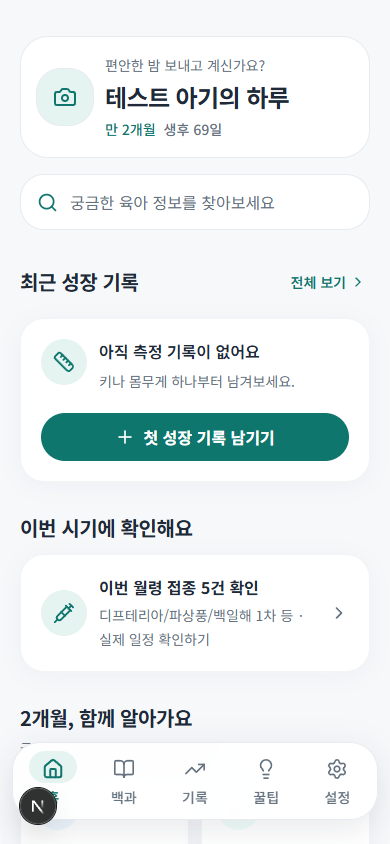 편안한 밤 보내고 계신가요?
테스트 아기의 하루
만 2개월 생후 69일
궁금한 육아 정보를 찾아보세요
최근 성장 기록
전체 보기
아직 측정 기록이 없어요
키나 몸무게 하나부터 남겨보세요.
첫 성장 기록 남기기
이번 시기에 확인해요
이번 월령 접종 5건 확인
디프테리아/파상풍/백일해 1차 등 ·
실제 일정 확인하기
2개월, 함께 알아가요
홈 백과 기록 꿀팁 설정
N